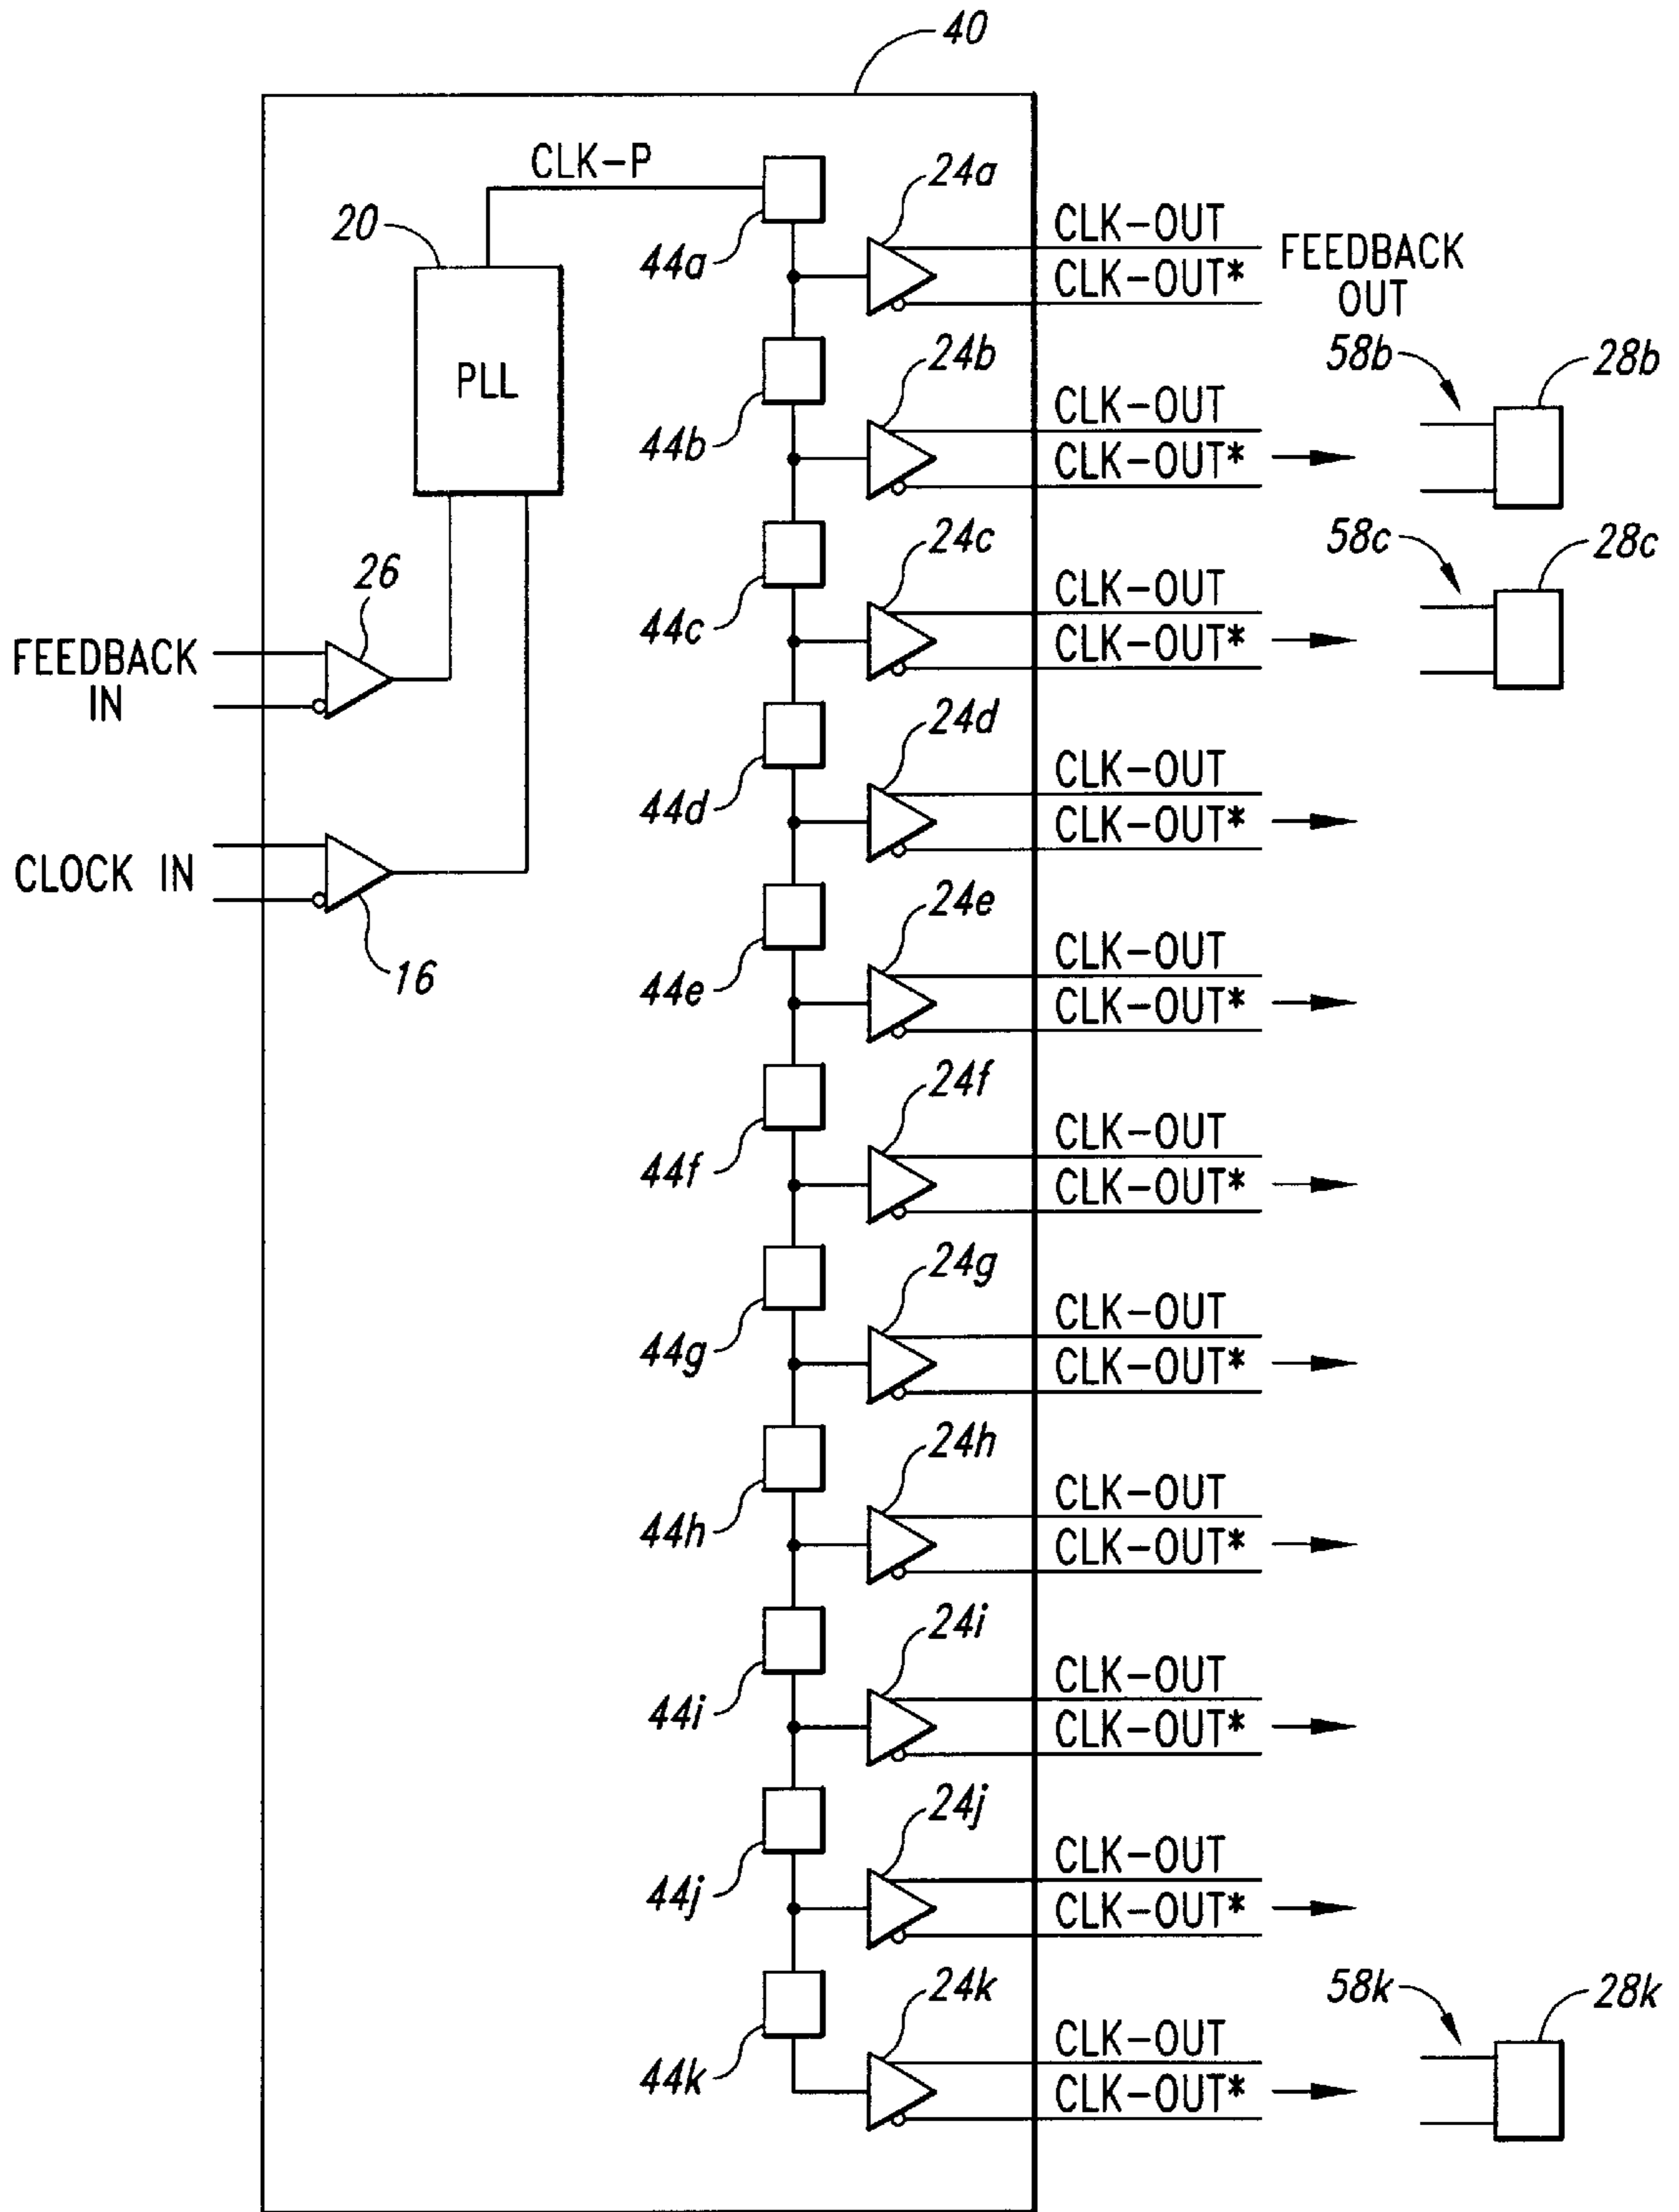 40
CLK-P
24a
20
44a
CLK-OUT
CLK-OUT*
FEEDBACK
OUT
PLL
24b
44b
CLK-OUT
CLK-OUT*
58b
28b
24c
44c
CLK-OUT
CLK-OUT*
58c
28c
26
FEEDBACK
IN
24d
44d
CLK-OUT
CLK-OUT*
CLOCK IN
16
24e
44e
CLK-OUT
CLK-OUT*
24f
44f
CLK-OUT
CLK-OUT*
24g
44g
CLK-OUT
CLK-OUT*
24h
44h
CLK-OUT
CLK-OUT*
24i
44i
CLK-OUT
CLK-OUT*
24j
44j
CLK-OUT
CLK-OUT*
24k
44k
CLK-OUT
CLK-OUT*
58k
28k